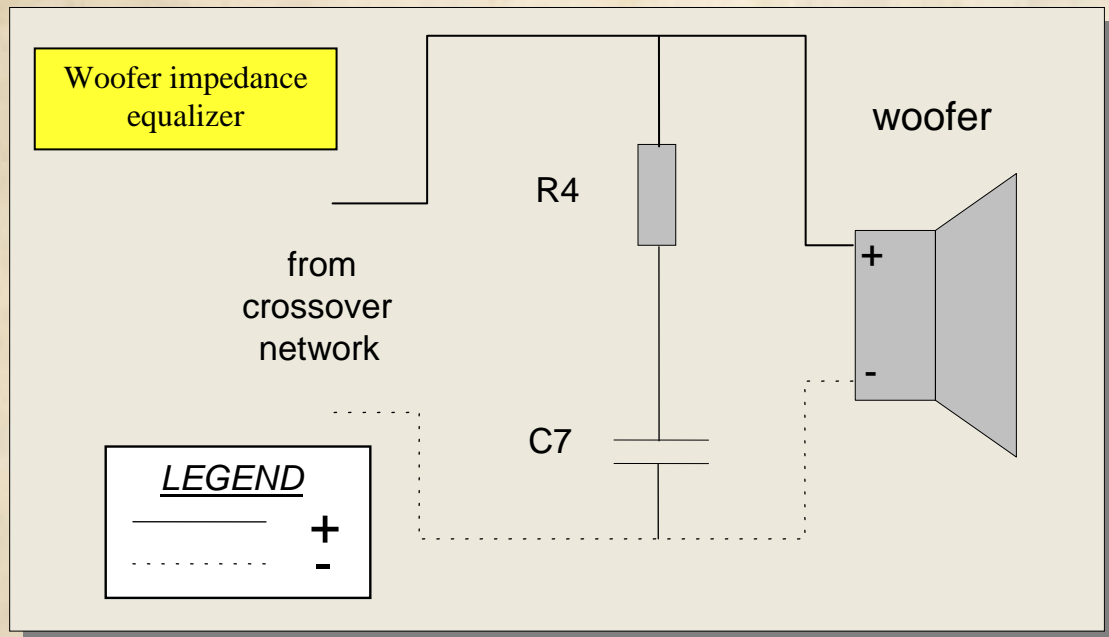 Woofer impedance
equalizer
woofer
R4
+
from
crossover
network
-
C7
LEGEND
+
-